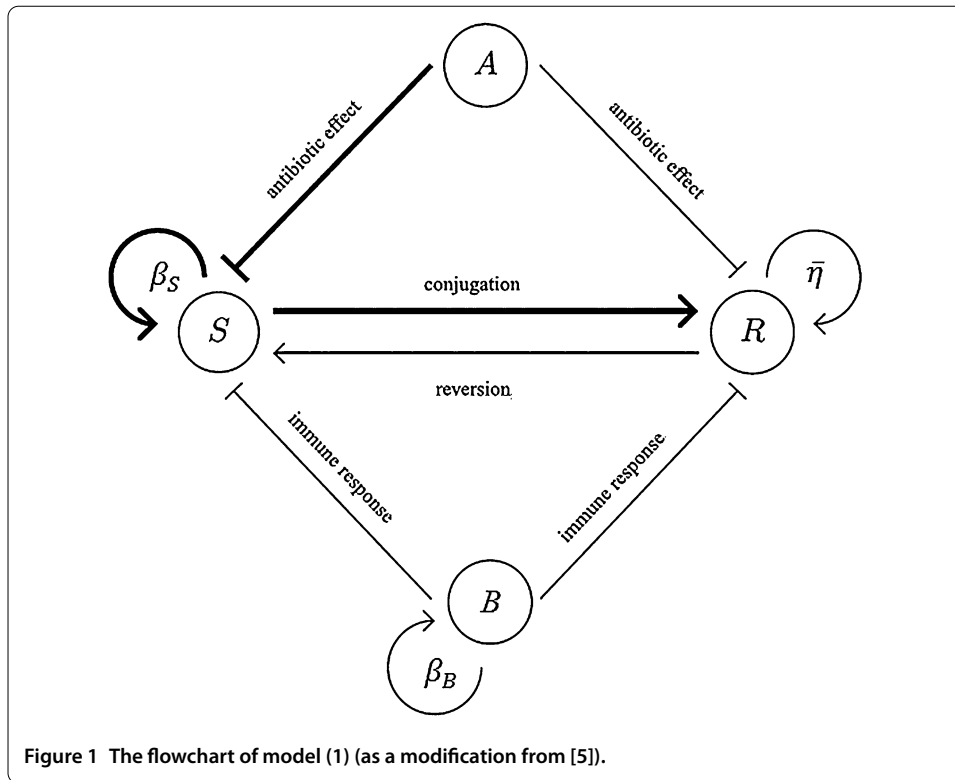 A
antibiotic effect
antibiotic effect
β_S
η̄
conjugation
S
R
reversion
immune response
immune response
B
β_B
Figure 1 The flowchart of model (1) (as a modification from [5]).